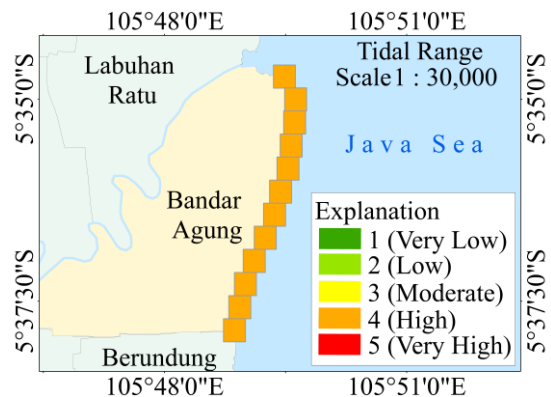 105°48'0"E 105°51'0"E
Tidal Range
Scale 1 : 30,000
Labuhan
Ratu
5°35'0"S
5°35'0"S
Java Sea
Bandar
Agung
Explanation
1 (Very Low)
2 (Low)
3 (Moderate)
4 (High)
5 (Very High)
5°37'30"S
5°37'30"S
Berundung
105°48'0"E 105°51'0"E